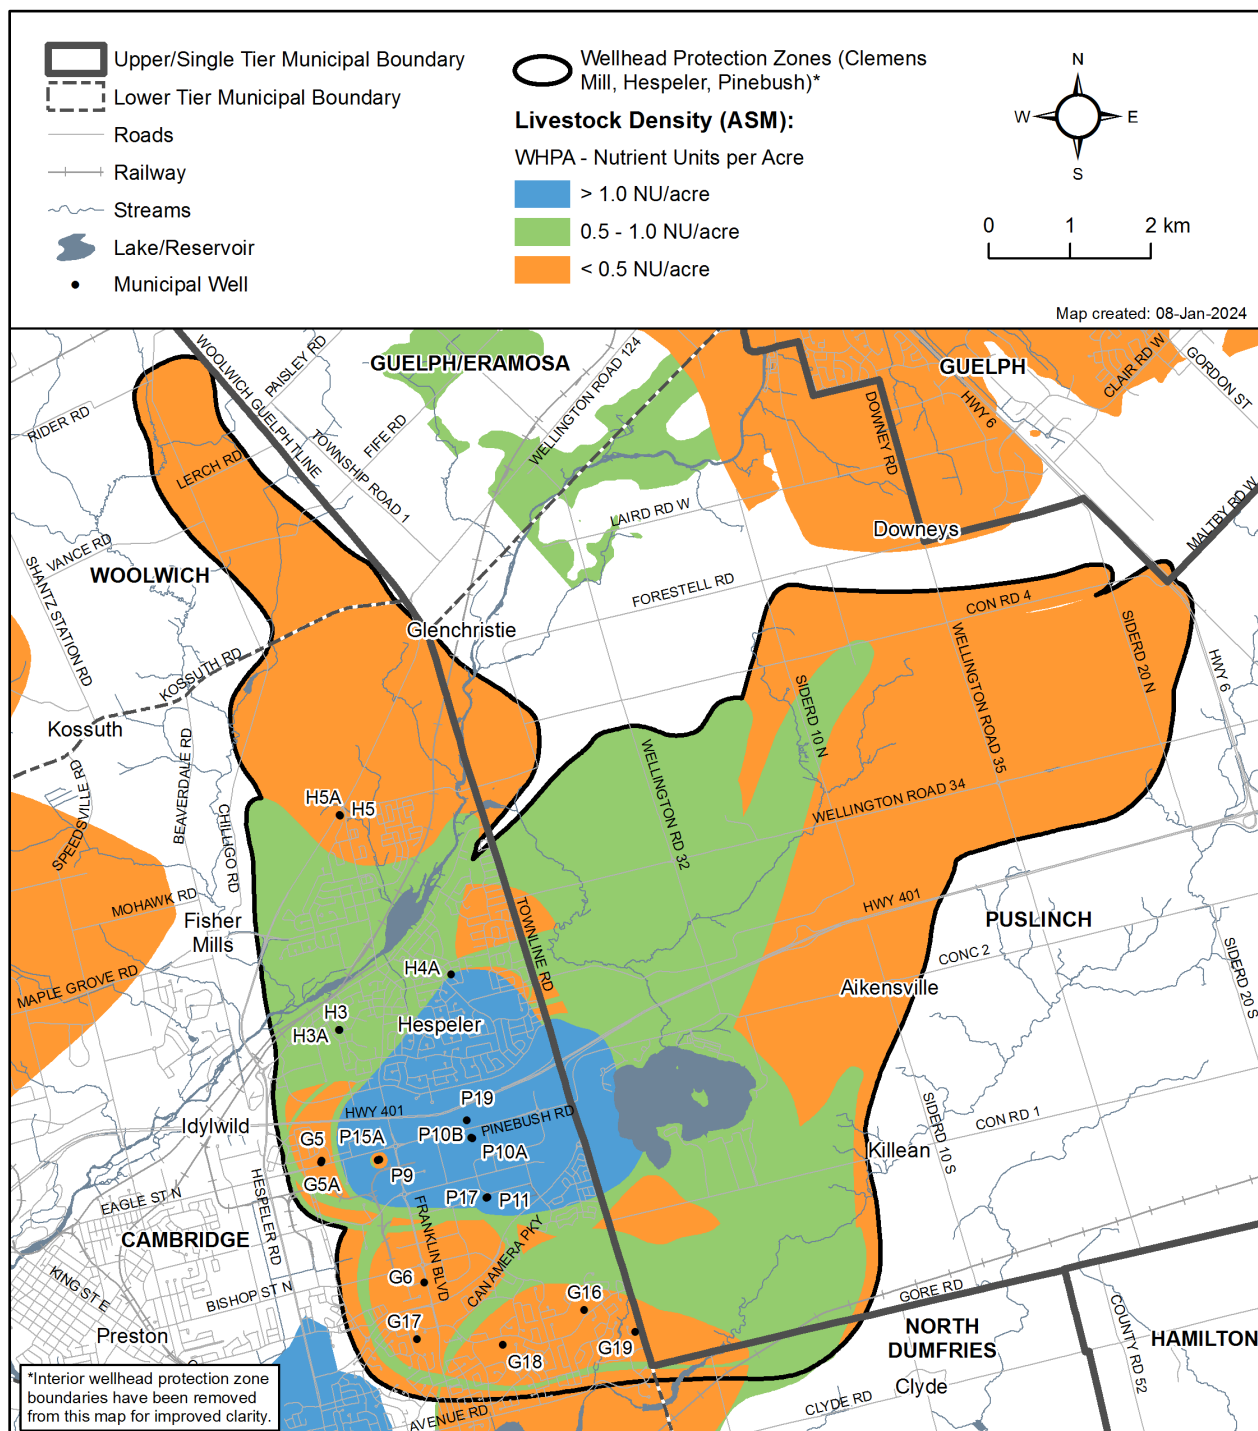 Upper/Single Tier Municipal Boundary
Lower Tier Municipal Boundary
Roads
Railway
Streams
Lake/Reservoir
Municipal Well
Wellhead Protection Zones (Clemens
Mill, Hespeler, Pinebush)*
Livestock Density (ASM):
WHPA - Nutrient Units per Acre
> 1.0 NU/acre
0.5 - 1.0 NU/acre
< 0.5 NU/acre
N
W
E
S
0 1 2 km
Map created: 08-Jan-2024
WOOLWICH GUELPH TLINE
PAISLEY RD
GUELPH/ERAMOSA
WELLINGTON ROAD 124
GUELPH
CLAIR RD W
GORDON ST
HWY 6
DOWNEY RD
RIDER RD
FIFE RD
LERCH RD
TOWNSHIP ROAD 1
LAIRD RD W
MALTBY RD W
Downeys
VANCE RD
WOOLWICH
SHANTZ STATION RD
FORESTELL RD
CON RD 4
Glenchristie
SIDERD 20 N
WELLINGTON ROAD 35
HWY 6
KOSSUTH RD
SIDERD 10 N
Kossuth
BEAVERDALE RD
WELLINGTON RD 32
SPEEDSVILLE RD
CHILLIGO RD
H5A
H5
WELLINGTON ROAD 34
MOHAWK RD
HWY 401
Fisher
Mills
TOWNLINE RD
PUSLINCH
MAPLE GROVE RD
H4A
CONC 2
SIDERD 20 S
Aikensville
H3
H3A
Hespeler
HWY 401
P19
PINEBUSH RD
Idylwild
G5
P15A
P10B
P10A
CON RD 1
SIDERD 10 S
Killean
G5A
P9
P17
P11
EAGLE ST N
HESPELER RD
FRANKLIN BLVD
CAMBRIDGE
CAN AMERA PKY
G6
KING ST E
BISHOP ST N
G16
GORE RD
COUNTY RD 52
Preston
G17
G18
G19
NORTH
DUMFRIES
HAMILTON
Clyde
CLYDE RD
AVENUE RD
*Interior wellhead protection zone
boundaries have been removed
from this map for improved clarity.